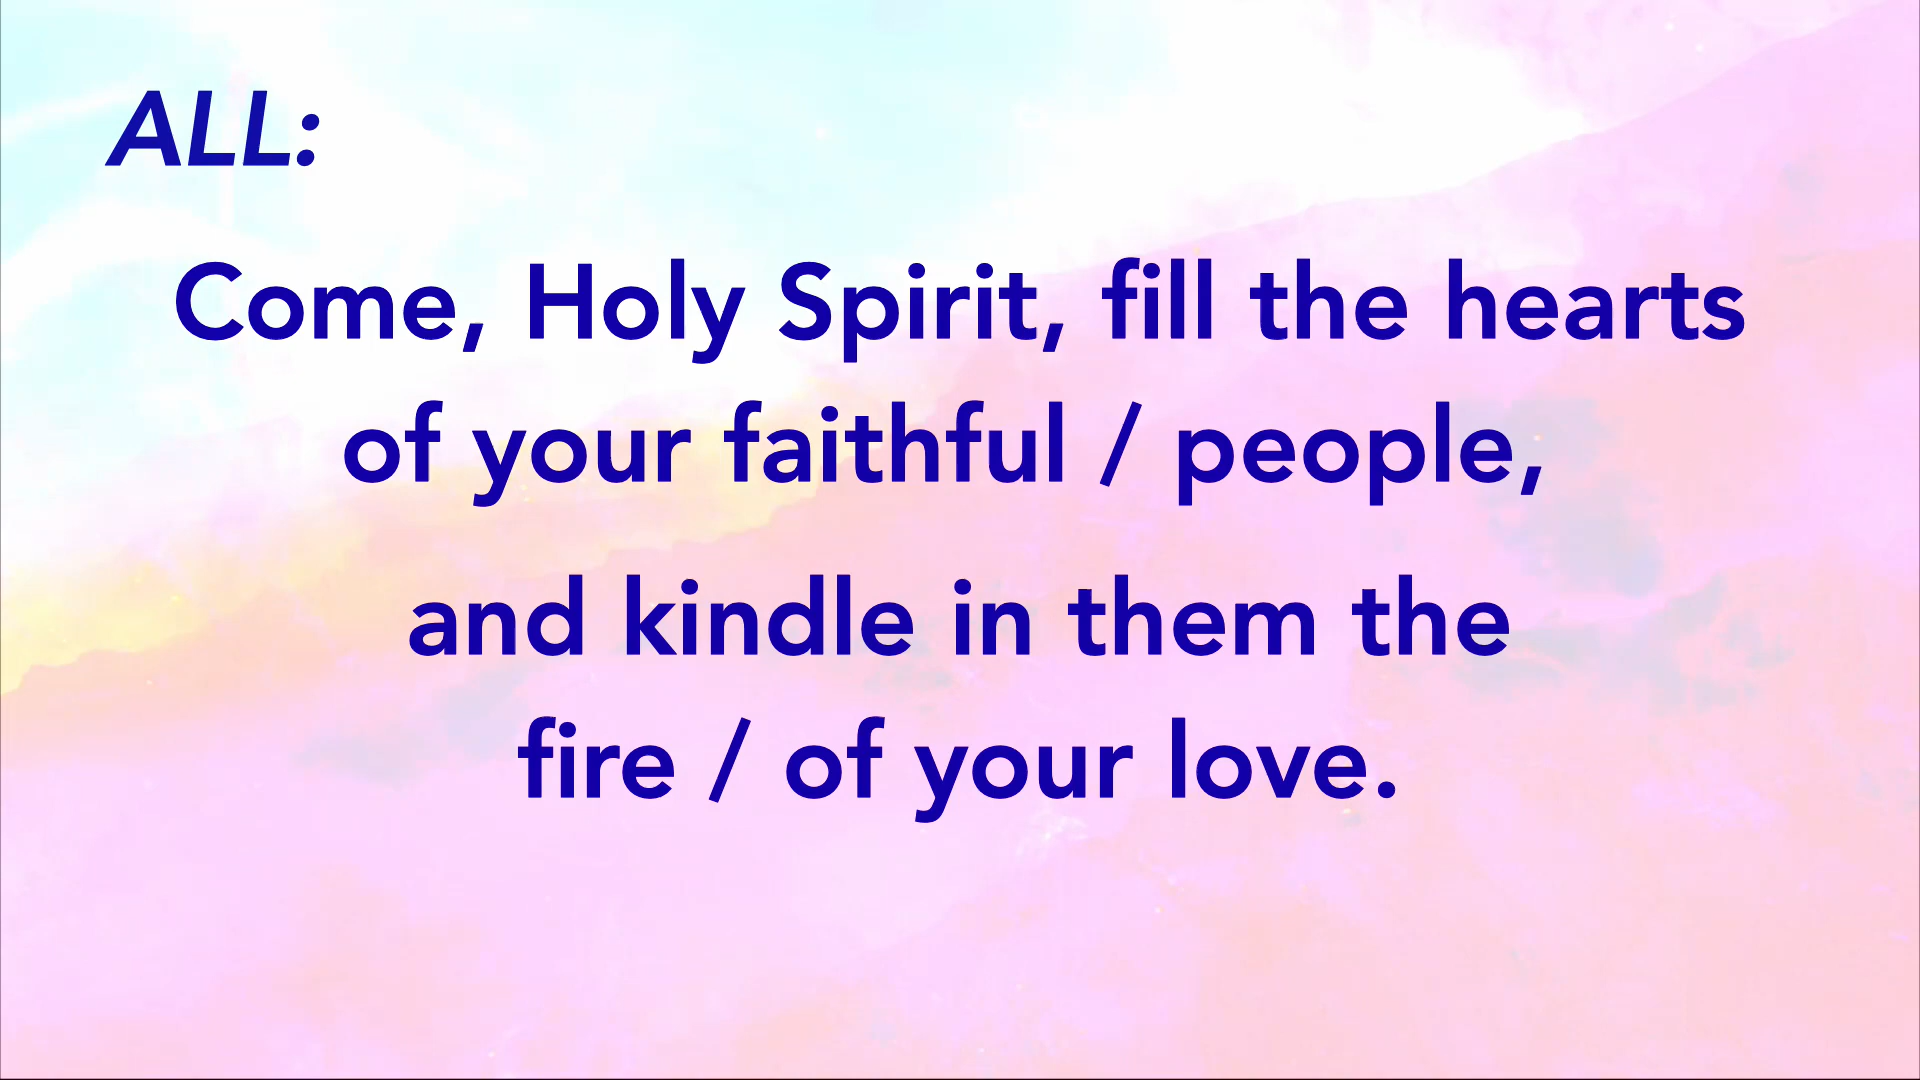 ALL:
Come, Holy Spirit, fill the hearts
of your faithful / people,
and kindle in them the
fire / of your love.